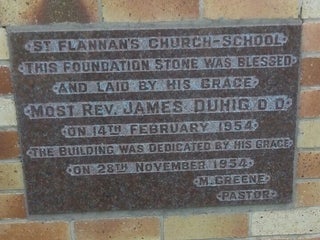 ST FLANNAN'S CHURCH-SCHOOL
THIS FOUNDATION STONE WAS BLESSED
AND LAID BY HIS GRACE
MOST REV. JAMES DUHIG D.D.
ON 14TH FEBRUARY 1954
THE BUILDING WAS DEDICATED BY HIS GRACE
ON 28TH NOVEMBER 1954
M. GREENE
PASTOR